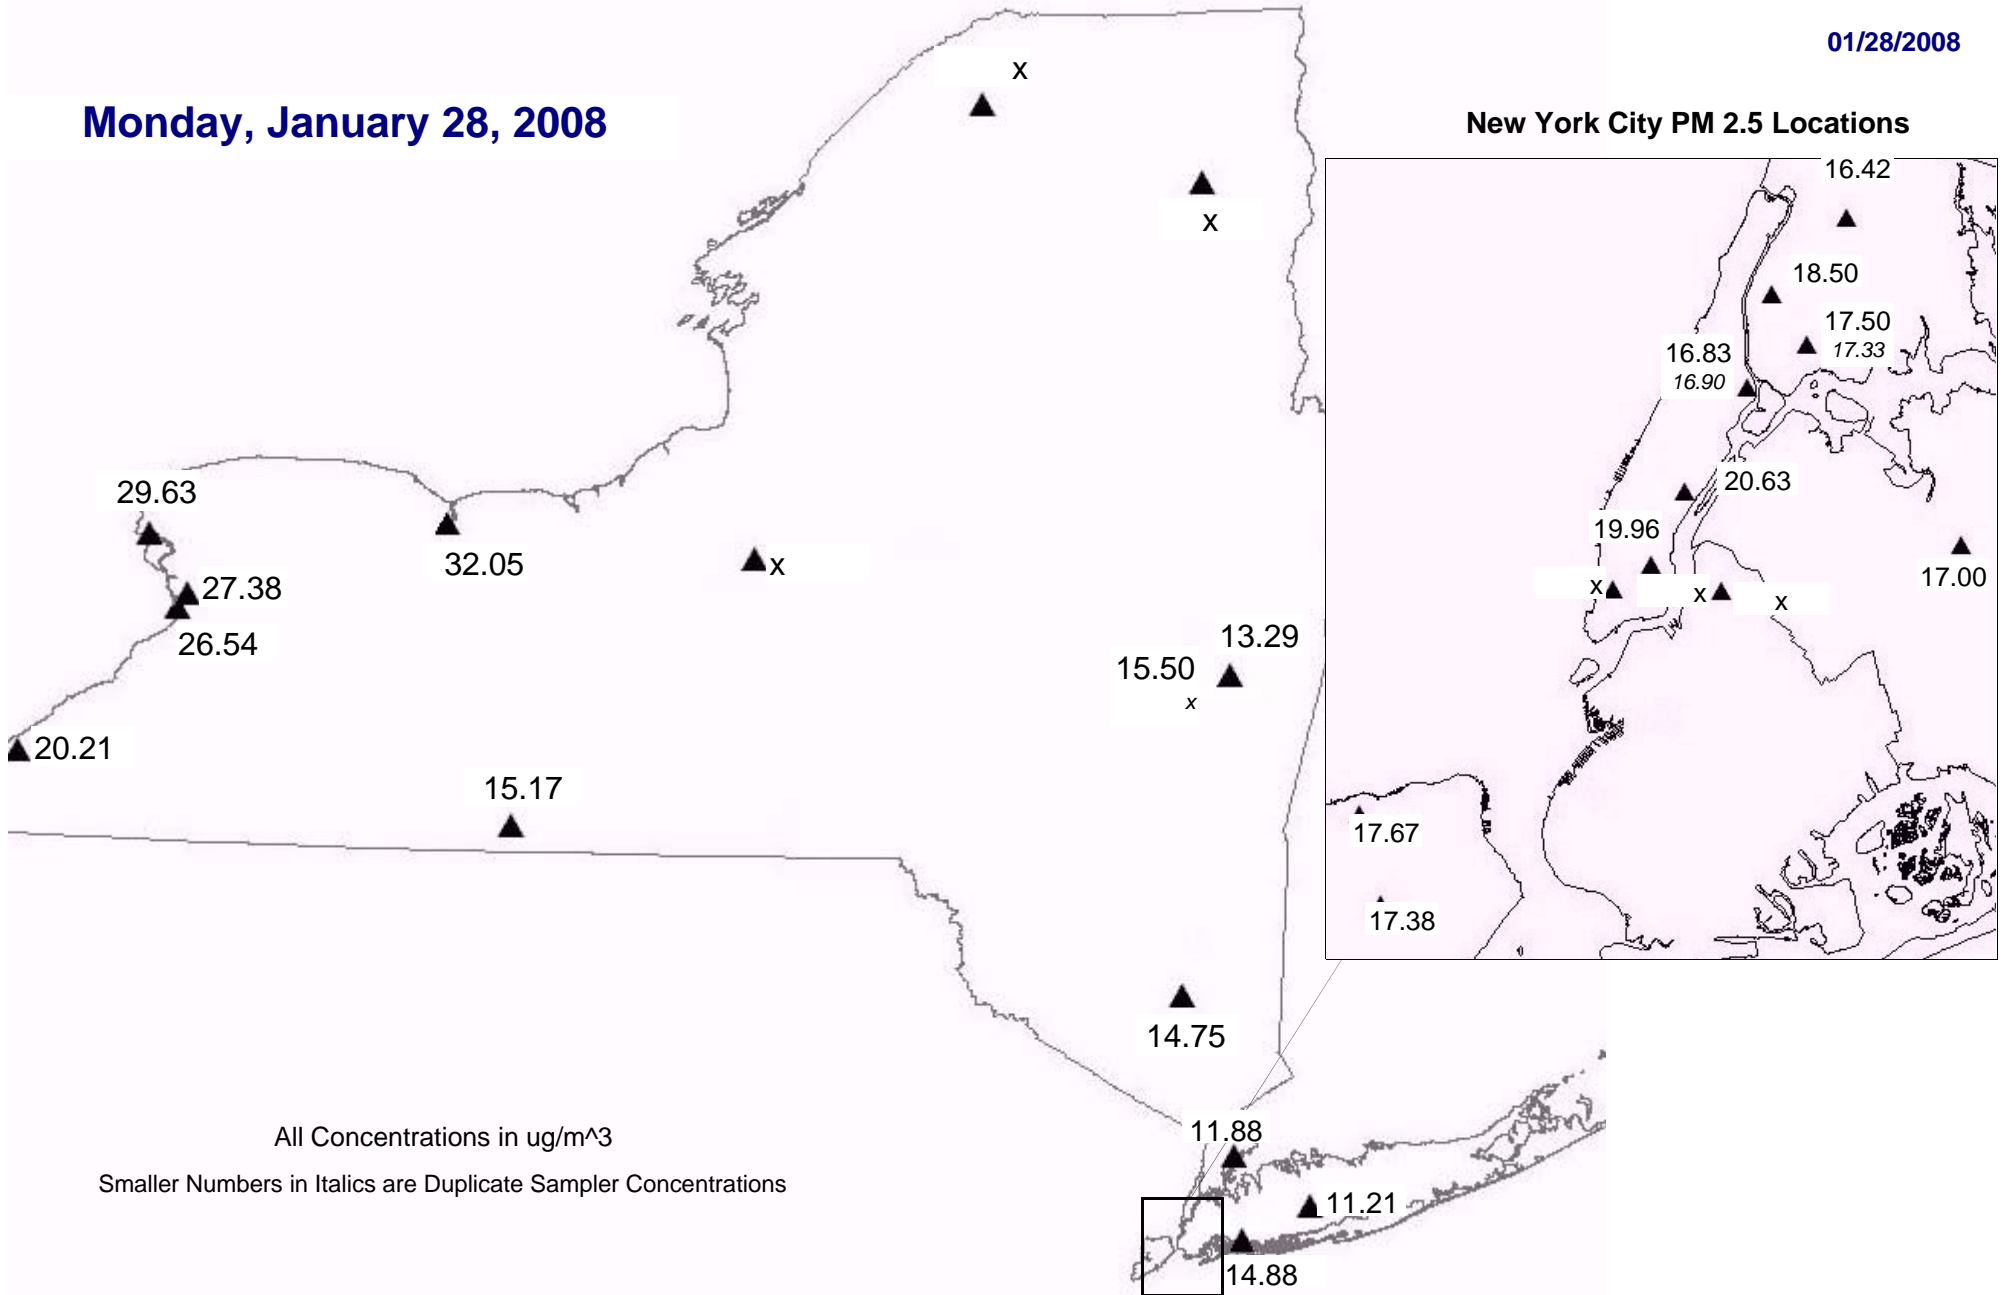 01/28/2008
Monday, January 28, 2008
New York City PM 2.5 Locations
x
x
29.63
32.05
27.38
26.54
x
20.21
15.17
13.29
15.50
x
14.75
11.88
11.21
14.88
16.42
18.50
17.50
17.33
16.83
16.90
20.63
19.96
x
x
x
17.00
17.67
17.38
All Concentrations in ug/m^3
Smaller Numbers in Italics are Duplicate Sampler Concentrations